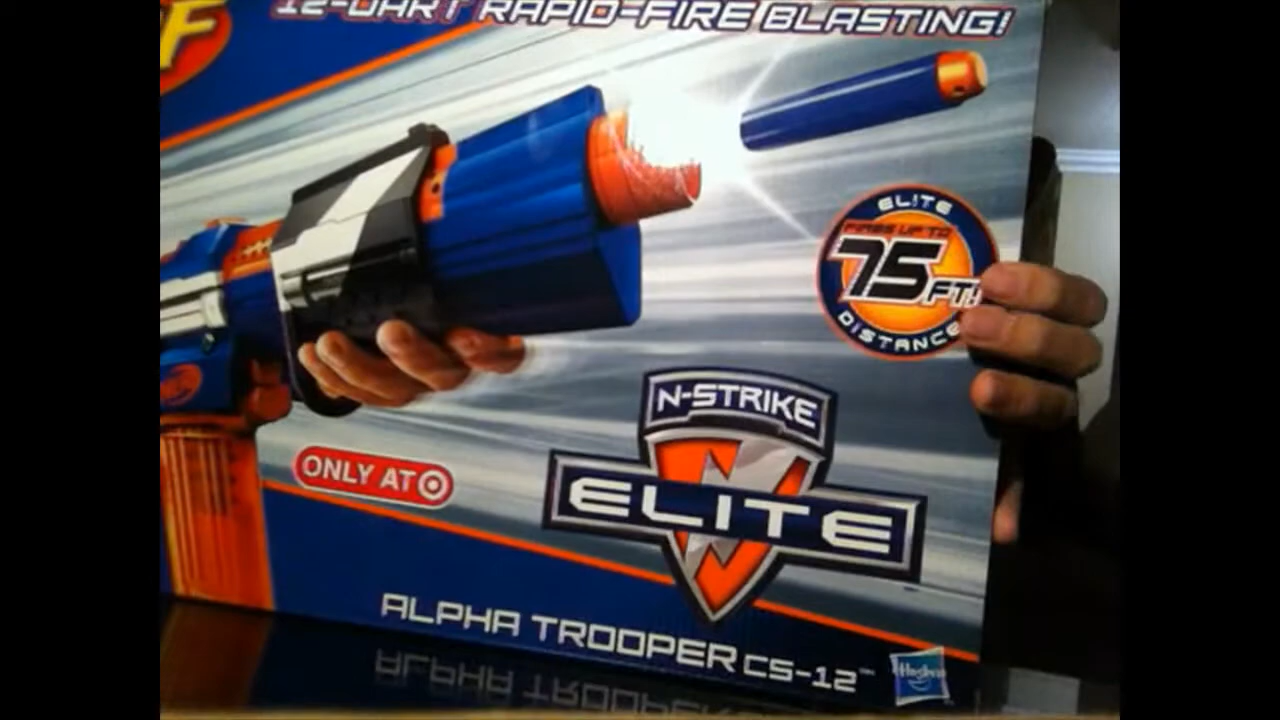 F
12-DART RAPID-FIRE BLASTING!
ELITE
FIRES UP TO
75 FT!
DISTANCE
N-STRIKE
ELITE
ONLY AT
ALPHA TROOPER CS-12™
Hasbro